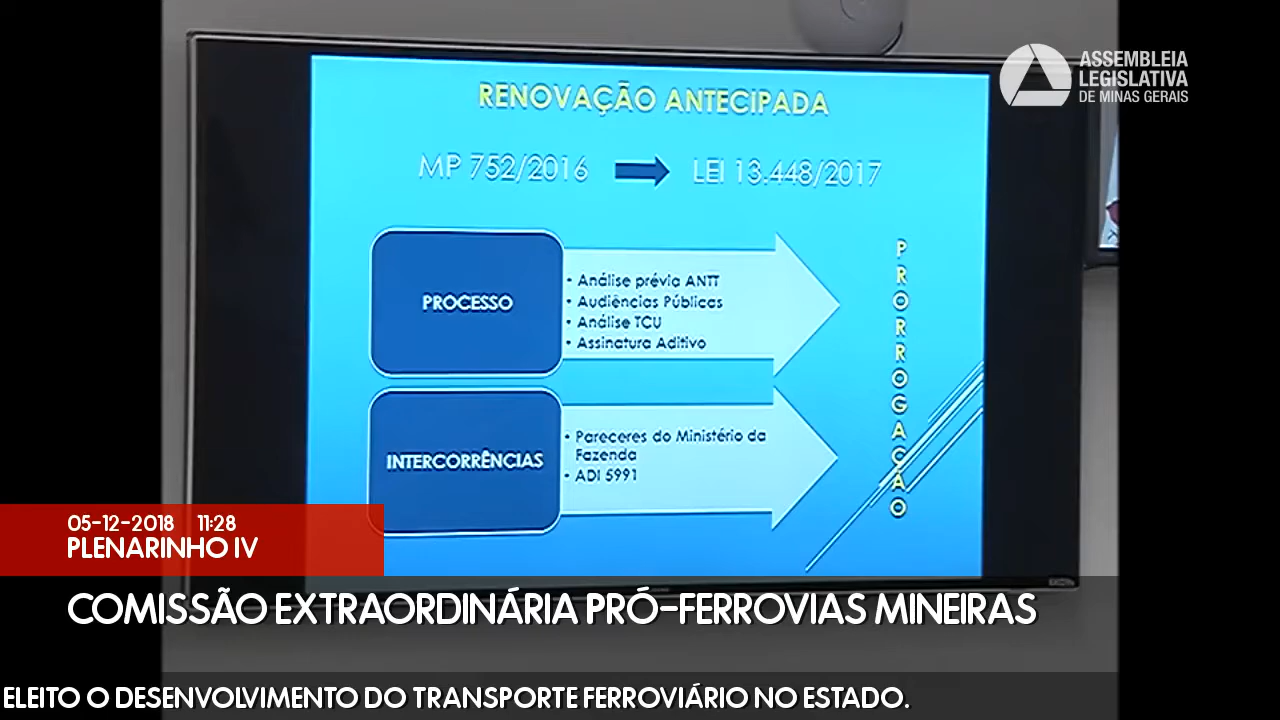 ASSEMBLEIA
LEGISLATIVA
DE MINAS GERAIS
RENOVAÇÃO ANTECIPADA
MP 752/2016 LEI 13.448/2017
PROCESSO
• Análise prévia ANTT
• Audiências Públicas
• Análise TCU
• Assinatura Aditivo
INTERCORRÊNCIAS
• Pareceres do Ministério da
Fazenda
• ADI 5991
PRORROGAÇÃO
05-12-2018 11:28
PLENARINHO IV
COMISSÃO EXTRAORDINÁRIA PRÓ-FERROVIAS MINEIRAS
ELEITO O DESENVOLVIMENTO DO TRANSPORTE FERROVIÁRIO NO ESTADO.